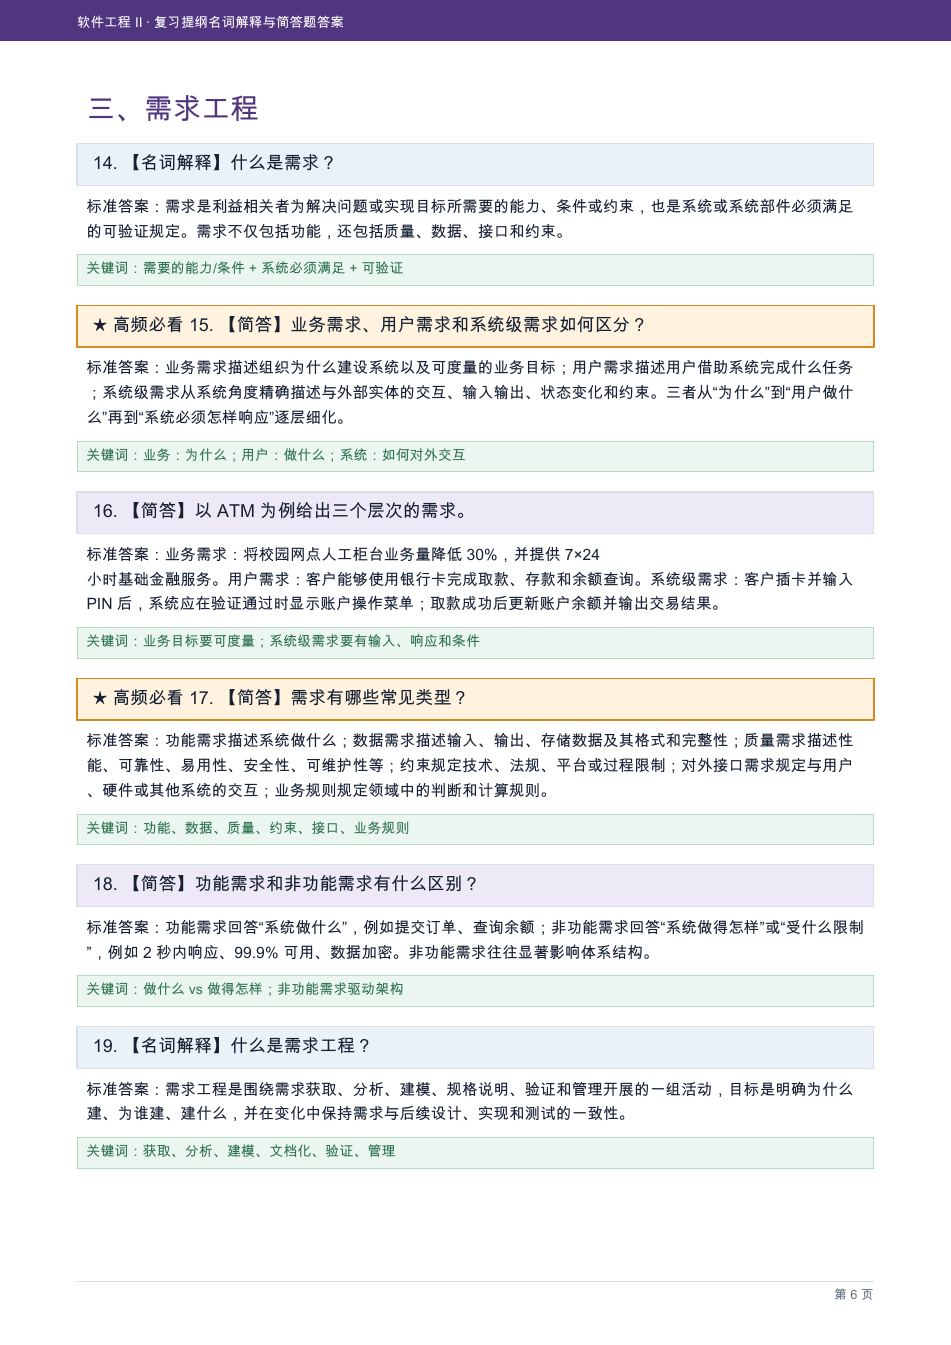 软件工程 II · 复习提纲名词解释与简答题答案
三、需求工程
14. 【名词解释】什么是需求？
标准答案：需求是利益相关者为解决问题或实现目标所需要的能力、条件或约束，也是系统或系统部件必须满足
的可验证规定。需求不仅包括功能，还包括质量、数据、接口和约束。
关键词：需要的能力/条件 + 系统必须满足 + 可验证
★ 高频必看 15. 【简答】业务需求、用户需求和系统级需求如何区分？
标准答案：业务需求描述组织为什么建设系统以及可度量的业务目标；用户需求描述用户借助系统完成什么任务
；系统级需求从系统角度精确描述与外部实体的交互、输入输出、状态变化和约束。三者从“为什么”到“用户做什
么”再到“系统必须怎样响应”逐层细化。
关键词：业务：为什么；用户：做什么；系统：如何对外交互
16. 【简答】以 ATM 为例给出三个层次的需求。
标准答案：业务需求：将校园网点人工柜台业务量降低 30%，并提供 7×24
小时基础金融服务。用户需求：客户能够使用银行卡完成取款、存款和余额查询。系统级需求：客户插卡并输入
PIN 后，系统应在验证通过时显示账户操作菜单；取款成功后更新账户余额并输出交易结果。
关键词：业务目标要可度量；系统级需求要有输入、响应和条件
★ 高频必看 17. 【简答】需求有哪些常见类型？
标准答案：功能需求描述系统做什么；数据需求描述输入、输出、存储数据及其格式和完整性；质量需求描述性
能、可靠性、易用性、安全性、可维护性等；约束规定技术、法规、平台或过程限制；对外接口需求规定与用户
、硬件或其他系统的交互；业务规则规定领域中的判断和计算规则。
关键词：功能、数据、质量、约束、接口、业务规则
18. 【简答】功能需求和非功能需求有什么区别？
标准答案：功能需求回答“系统做什么”，例如提交订单、查询余额；非功能需求回答“系统做得怎样”或“受什么限制
”，例如 2 秒内响应、99.9% 可用、数据加密。非功能需求往往显著影响体系结构。
关键词：做什么 vs 做得怎样；非功能需求驱动架构
19. 【名词解释】什么是需求工程？
标准答案：需求工程是围绕需求获取、分析、建模、规格说明、验证和管理开展的一组活动，目标是明确为什么
建、为谁建、建什么，并在变化中保持需求与后续设计、实现和测试的一致性。
关键词：获取、分析、建模、文档化、验证、管理
第 6 页